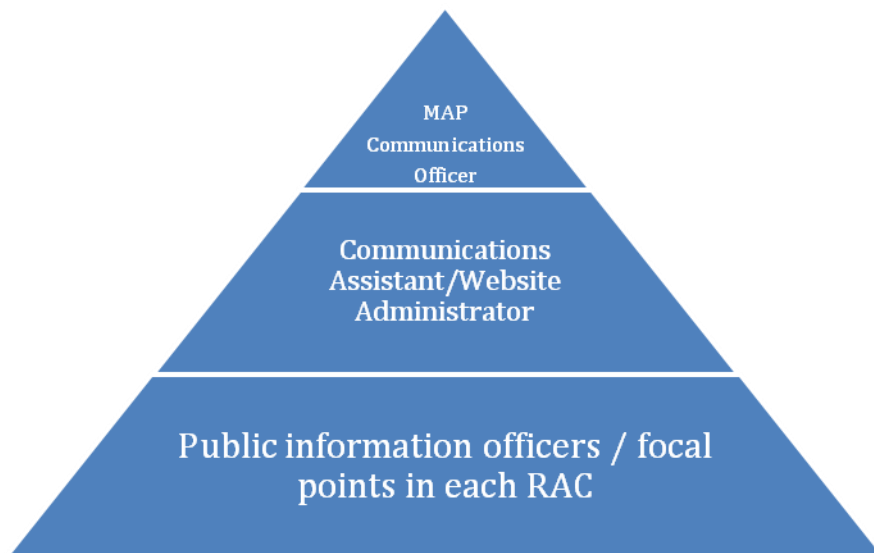 MAP
Communications
Officer
Communications
Assistant/Website
Administrator
Public information officers / focal
points in each RAC